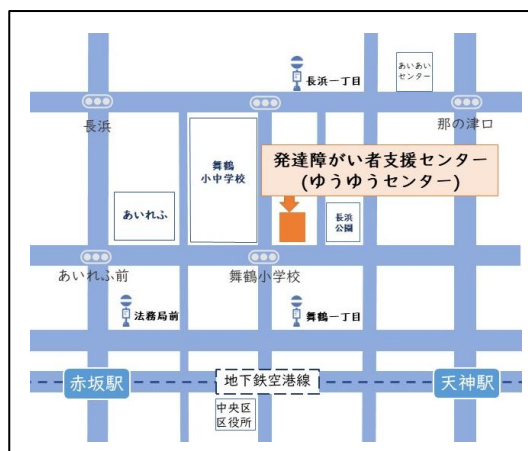 長浜一丁目
あいあい
センター
長浜
那の津口
発達障がい者支援センター
(ゆうゆうセンター)
舞鶴
小中学校
あいれふ
長浜
公園
あいれふ前
舞鶴小学校
法務局前
舞鶴一丁目
赤坂駅
地下鉄空港線
天神駅
中央区
区役所